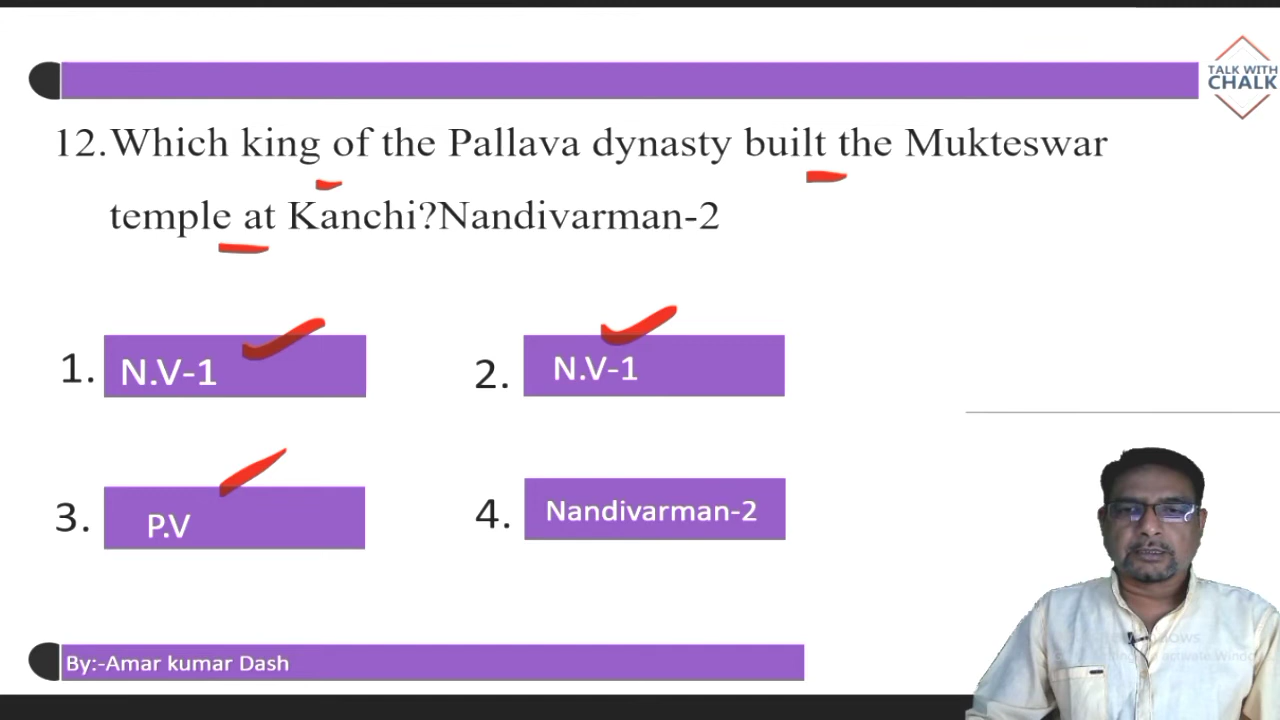 TALK WITH
CHALK
12.Which king of the Pallava dynasty built the Mukteswar
temple at Kanchi?Nandivarman-2
1. N.V-1
2. N.V-1
3. P.V
4. Nandivarman-2
By:-Amar kumar Dash